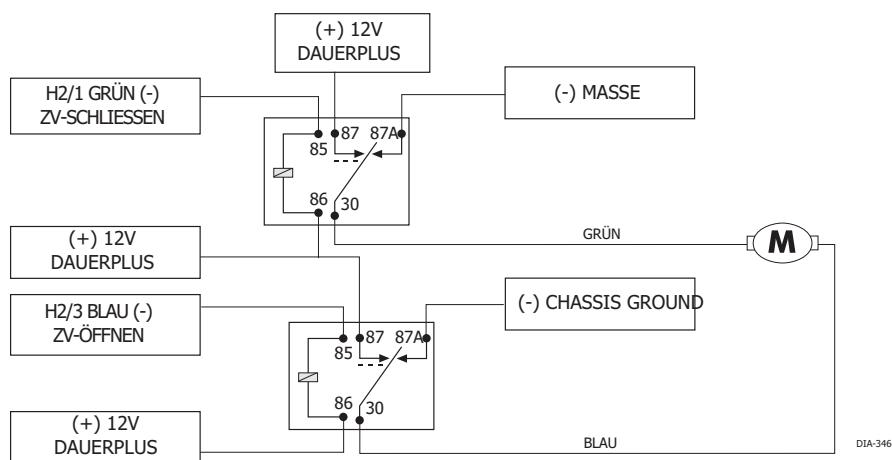 (+) 12V
DAUERPLUS
H2/1 GRÜN (-)
ZV-SCHLIESSEN
(-) MASSE
87
87A
85
86
30
GRÜN
M
(+) 12V
DAUERPLUS
H2/3 BLAU (-)
ZV-ÖFFNEN
(-) CHASSIS GROUND
87
87A
85
86
30
(+) 12V
DAUERPLUS
BLAU
DIA-346